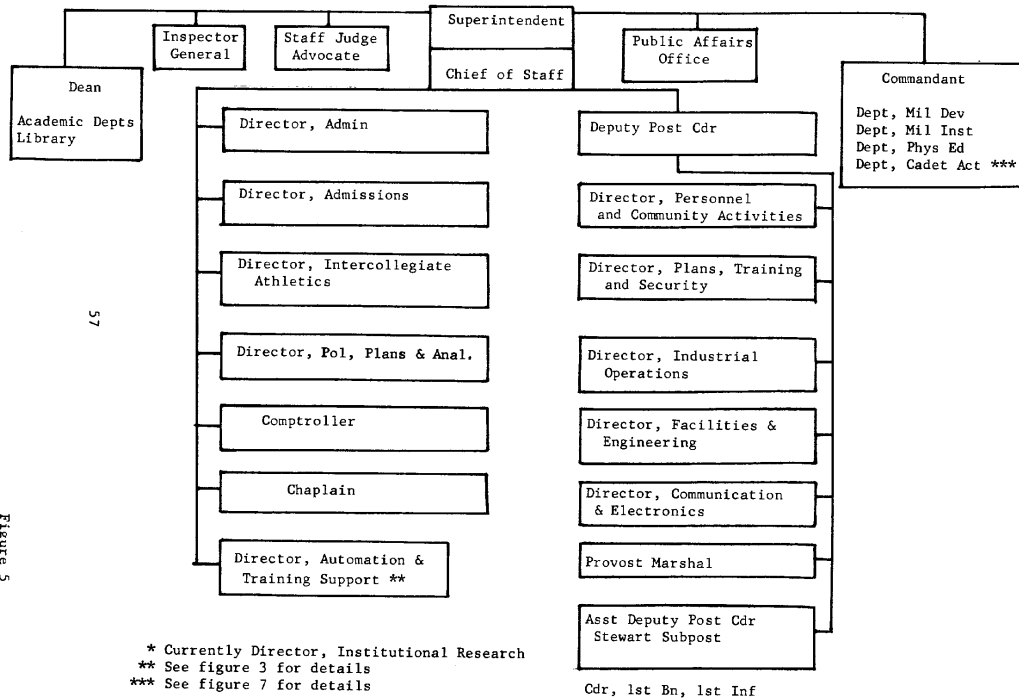 Superintendent
Chief of Staff
Inspector
General
Staff Judge
Advocate
Public Affairs
Office
Dean
Academic Depts
Library
Commandant
Dept, Mil Dev
Dept, Mil Inst
Dept, Phys Ed
Dept, Cadet Act ***
Director, Admin
Director, Admissions
Director, Intercollegiate
Athletics
Director, Pol, Plans & Anal.
Comptroller
Chaplain
Director, Automation &
Training Support **
Deputy Post Cdr
Director, Personnel
and Community Activities
Director, Plans, Training
and Security
Director, Industrial
Operations
Director, Facilities &
Engineering
Director, Communication
& Electronics
Provost Marshal
Asst Deputy Post Cdr
Stewart Subpost
Cdr, 1st Bn, 1st Inf
* Currently Director, Institutional Research
** See figure 3 for details
*** See figure 7 for details
57
Figure 5